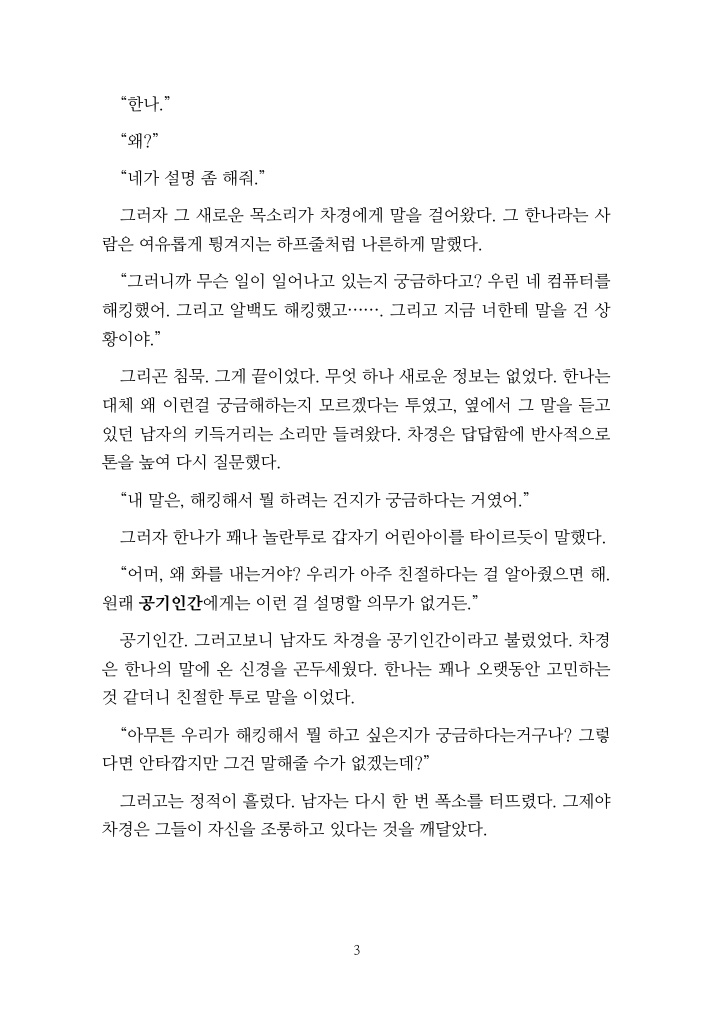 “한나.”
“왜?”
“네가 설명 좀 해줘.”
그러자 그 새로운 목소리가 차경에게 말을 걸어왔다. 그 한나라는 사
람은 여유롭게 튕겨지는 하프줄처럼 나른하게 말했다.
“그러니까 무슨 일이 일어나고 있는지 궁금하다고? 우린 네 컴퓨터를
해킹했어. 그리고 알백도 해킹했고……. 그리고 지금 너한테 말을 건 상
황이야.”
그리곤 침묵. 그게 끝이었다. 무엇 하나 새로운 정보는 없었다. 한나는
대체 왜 이런걸 궁금해하는지 모르겠다는 투였고, 옆에서 그 말을 듣고
있던 남자의 키득거리는 소리만 들려왔다. 차경은 답답함에 반사적으로
톤을 높여 다시 질문했다.
“내 말은, 해킹해서 뭘 하려는 건지가 궁금하다는 거였어.”
그러자 한나가 꽤나 놀란투로 갑자기 어린아이를 타이르듯이 말했다.
“어머, 왜 화를 내는거야? 우리가 아주 친절하다는 걸 알아줬으면 해.
원래 공기인간에게는 이런 걸 설명할 의무가 없거든.”
공기인간. 그러고보니 남자도 차경을 공기인간이라고 불렀었다. 차경
은 한나의 말에 온 신경을 곤두세웠다. 한나는 꽤나 오랫동안 고민하는
것 같더니 친절한 투로 말을 이었다.
“아무튼 우리가 해킹해서 뭘 하고 싶은지가 궁금하다는거구나? 그렇
다면 안타깝지만 그건 말해줄 수가 없겠는데?”
그러고는 정적이 흘렀다. 남자는 다시 한 번 폭소를 터뜨렸다. 그제야
차경은 그들이 자신을 조롱하고 있다는 것을 깨달았다.
3